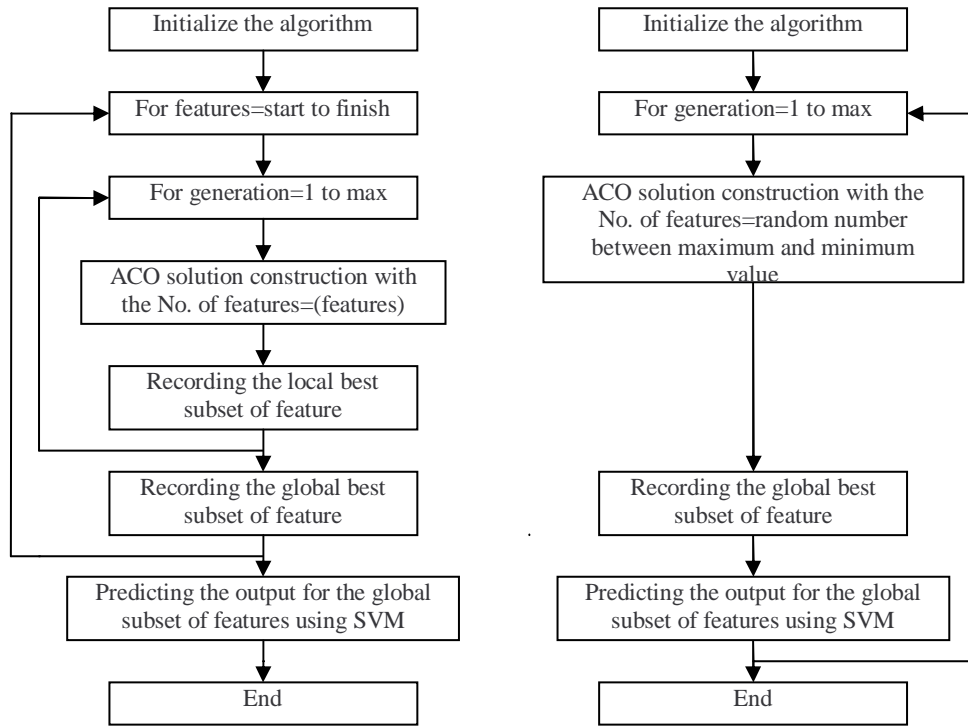 Initialize the algorithm
For features=start to finish
For generation=1 to max
ACO solution construction with
the No. of features=(features)
Recording the local best
subset of feature
Recording the global best
subset of feature
Predicting the output for the global
subset of features using SVM
End
Initialize the algorithm
For generation=1 to max
ACO solution construction with the
No. of features=random number
between maximum and minimum
value
Recording the global best
subset of feature
Predicting the output for the global
subset of features using SVM
End